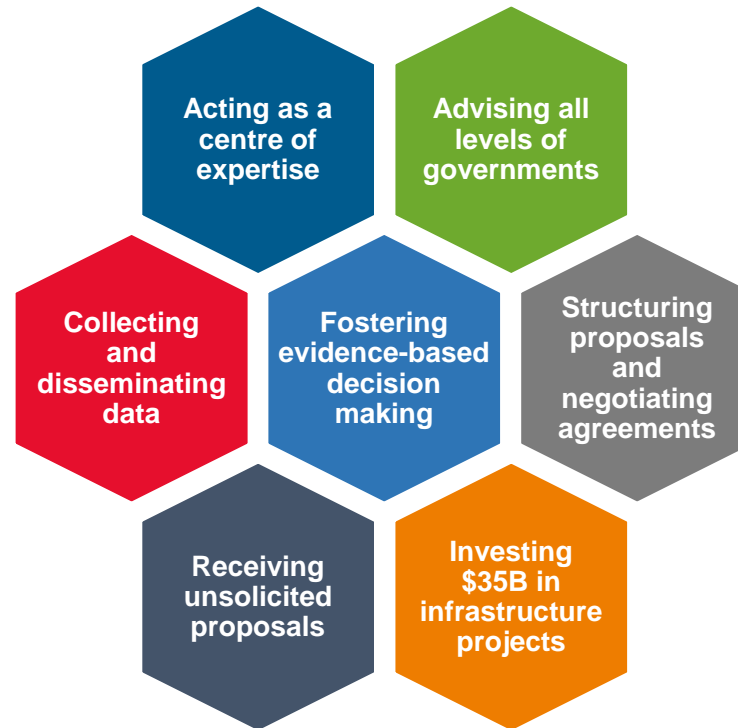 Acting as a
centre of
expertise
Advising all
levels of
governments
Collecting
and
disseminating
data
Fostering
evidence-based
decision
making
Structuring
proposals
and
negotiating
agreements
Receiving
unsolicited
proposals
Investing
$35B in
infrastructure
projects